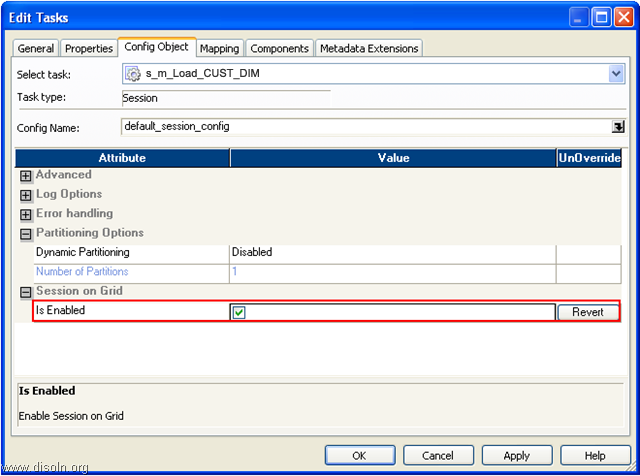 Edit Tasks
General Properties Config Object Mapping Components Metadata Extensions
Select task: s_m_Load_CUST_DIM
Task type: Session
Config Name: default_session_config
Attribute Value UnOverride
Advanced
Log Options
Error handling
Partitioning Options
Dynamic Partitioning Disabled
Number of Partitions 1
Session on Grid
Is Enabled Revert
Is Enabled
Enable Session on Grid
OK Cancel Apply Help
www.disoln.org